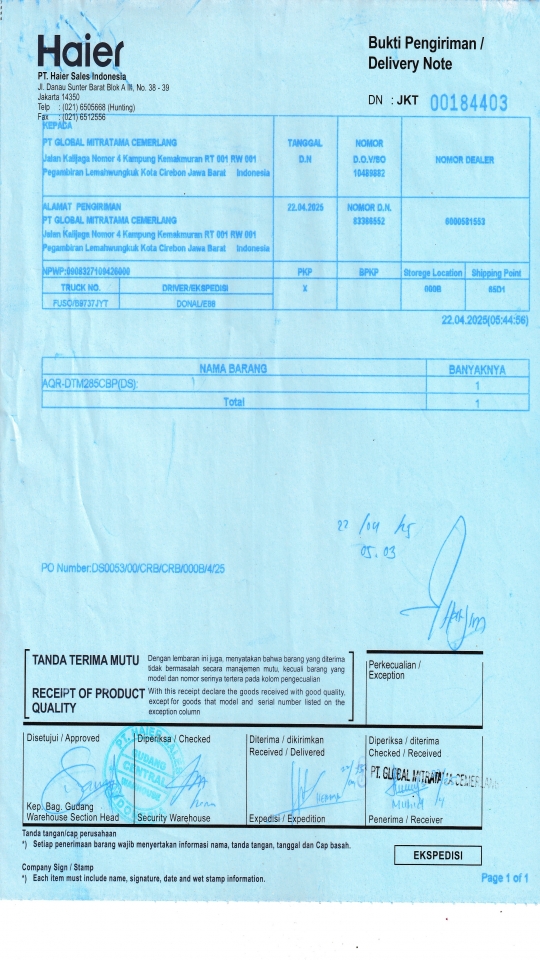 Haier
PT. Haier Sales Indonesia
Jl. Danau Sunter Barat Blok A III, No. 38 - 39
Jakarta 14350
Telp : (021) 6505668 (Hunting)
Fax : (021) 6512556
Bukti Pengiriman /
Delivery Note
DN : JKT 00184403
KEPADA
PT GLOBAL MITRATAMA CEMERLANG
Jalan Kalijaga Nomor 4 Kampung Kemakmuran RT 001 RW 001
Pegambiran Lemahwungkuk Kota Cirebon Jawa Barat Indonesia
TANGGAL
D.N
NOMOR
D.O.V/SO
10489882
NOMOR DEALER
ALAMAT PENGIRIMAN
PT GLOBAL MITRATAMA CEMERLANG
Jalan Kalijaga Nomor 4 Kampung Kemakmuran RT 001 RW 001
Pegambiran Lemahwungkuk Kota Cirebon Jawa Barat Indonesia
22.04.2025
NOMOR D.N.
83386552
0000581553
NPWP:0908327109426000
PKP
BPKP
Storege Location
Shipping Point
TRUCK NO.
DRIVER/EKSPEDISI
X
000B
65D1
FUSO/B9737JYT
DONAL/E68
22.04.2025(05:44:56)
NAMA BARANG
BANYAKNYA
AQR-DTM285CBP(DS):
1
Total
1
22/04/25
05.03
PO Number:DS0053/00/CRB/CRB/000B/4/25
TANDA TERIMA MUTU
Dengan lembaran ini juga, menyatakan bahwa barang yang diterima
tidak bermasalah secara manajemen mutu, kecuali barang yang
model dan nomor serinya tertera pada kolom pengecualian
RECEIPT OF PRODUCT
QUALITY
With this receipt declare the goods received with good quality,
except for goods that model and serial number listed on the
exception column
Perkecualian /
Exception
Disetujui / Approved
Diperiksa / Checked
Diterima / dikirimkan
Received / Delivered
Diperiksa / diterima
Checked / Received
GUDANG
CENTRAL
PT. GLOBAL MITRATAMA CEMERLANG
Kep. Bag. Gudang
Warehouse Section Head
Security Warehouse
Expedisi / Expedition
Penerima / Receiver
Tanda tangan/cap perusahaan
*) Setiap penerimaan barang wajib menyertakan informasi nama, tanda tangan, tanggal dan Cap basah.
EKSPEDISI
Company Sign / Stamp
*) Each item must include name, signature, date and wet stamp information.
Page 1 of 1